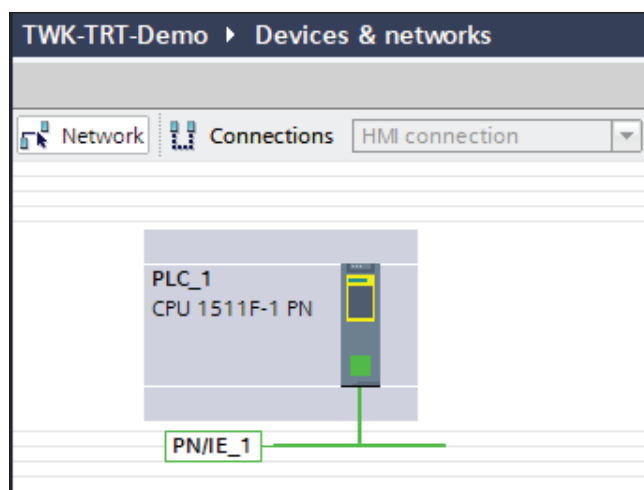 TWK-TRT-Demo ▸ Devices & networks
Network Connections HMI connection
PLC_1
CPU 1511F-1 PN
PN/IE_1